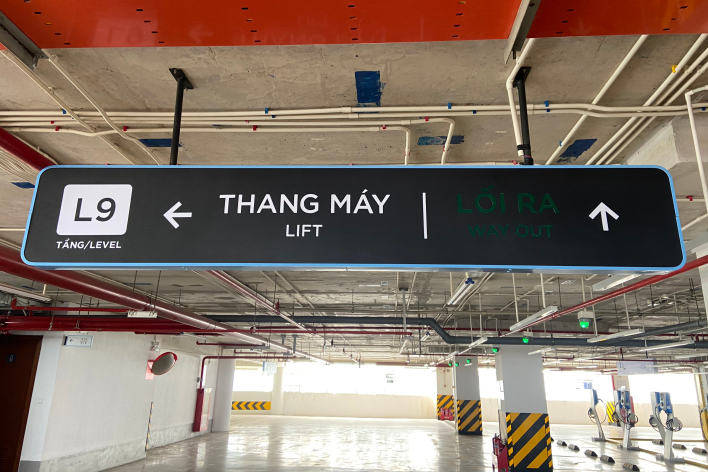 L9
TẦNG/LEVEL
THANG MÁY
LIFT
LỐI RA
WAY OUT